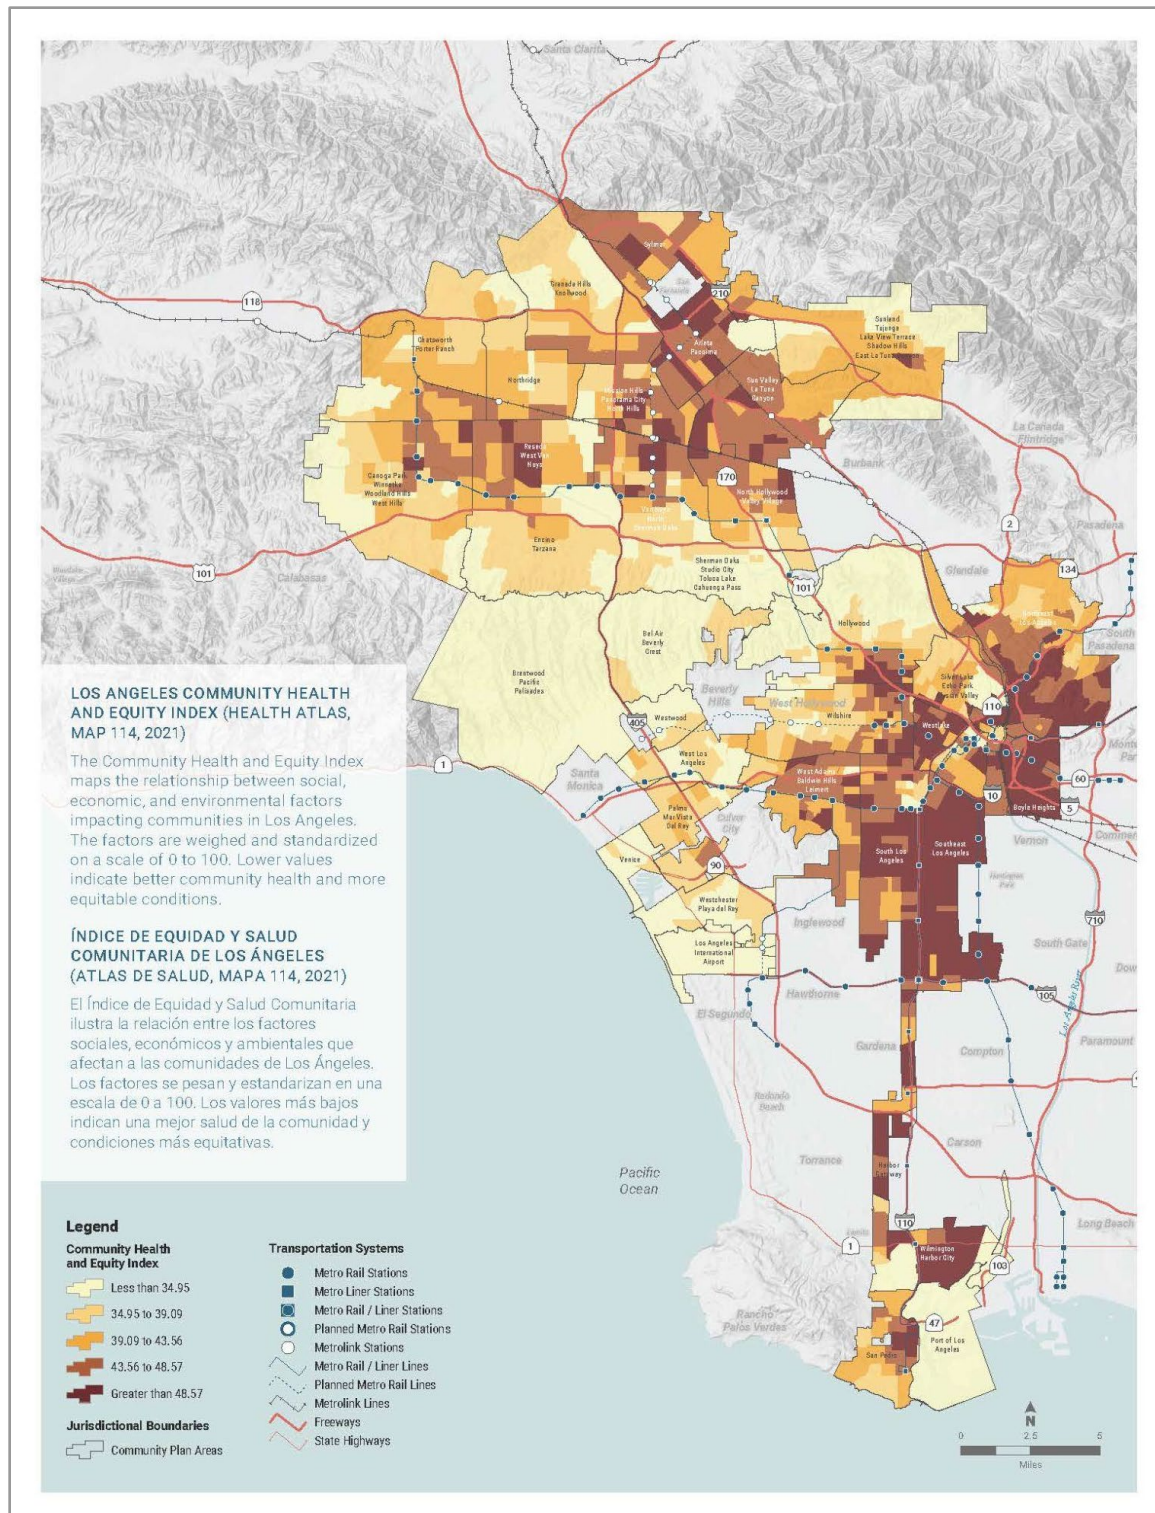 Santa Clarita
118
Sylmar
San Fernando
210
Granada Hills
Knollwood
Sunland
Tujunga
Lake View Terrace
Shadow Hills
East La Tuna Canyon
Chatsworth
Porter Ranch
Arleta
Pacoima
Northridge
Mission Hills
Panorama City
North Hills
Sun Valley
La Tuna
Canyon
La Cañada
Flintridge
Reseda
West Van
Nuys
Burbank
170
Canoga Park
Winnetka
Woodland Hills
West Hills
North Hollywood
Valley Village
2
Pasadena
Encino
Tarzana
Sherman Oaks
Studio City
Toluca Lake
Cahuenga Pass
Glendale
134
101
Calabasas
101
Hollywood
Northeast
Los Angeles
South
Pasadena
Bel Air
Beverly
Crest
Brentwood
Pacific
Palisades
Silver Lake
Echo Park
Elysian Valley
Beverly
Hills
West Hollywood
110
405
Westwood
Wilshire
Westlake
West Los
Angeles
1
Santa
Monica
West Adams
Baldwin Hills
Leimert
60
10
Boyle Heights
5
Palms
Mar Vista
Del Rey
Culver
City
Vernon
Venice
90
South Los
Angeles
Southeast
Los Angeles
Westchester
Playa del Rey
Inglewood
710
Los Angeles
International
Airport
South Gate
Hawthorne
105
El Segundo
Los Angeles River
Gardena
Compton
Paramount
Redondo
Beach
Carson
Torrance
Harbor
Gateway
Pacific
Ocean
110
Long Beach
1
Wilmington
Harbor City
103
Rancho
Palos Verdes
47
Port of Los
Angeles
San Pedro
LOS ANGELES COMMUNITY HEALTH
AND EQUITY INDEX (HEALTH ATLAS,
MAP 114, 2021)
The Community Health and Equity Index
maps the relationship between social,
economic, and environmental factors
impacting communities in Los Angeles.
The factors are weighed and standardized
on a scale of 0 to 100. Lower values
indicate better community health and more
equitable conditions.
ÍNDICE DE EQUIDAD Y SALUD
COMUNITARIA DE LOS ÁNGELES
(ATLAS DE SALUD, MAPA 114, 2021)
El Índice de Equidad y Salud Comunitaria
ilustra la relación entre los factores
sociales, económicos y ambientales que
afectan a las comunidades de Los Ángeles.
Los factores se pesan y estandarizan en una
escala de 0 a 100. Los valores más bajos
indican una mejor salud de la comunidad y
condiciones más equitativas.
Legend
Community Health
and Equity Index
Less than 34.95
34.95 to 39.09
39.09 to 43.56
43.56 to 48.57
Greater than 48.57
Jurisdictional Boundaries
Community Plan Areas
Transportation Systems
Metro Rail Stations
Metro Liner Stations
Metro Rail / Liner Stations
Planned Metro Rail Stations
Metrolink Stations
Metro Rail / Liner Lines
Planned Metro Rail Lines
Metrolink Lines
Freeways
State Highways
N
0 2.5 5
Miles